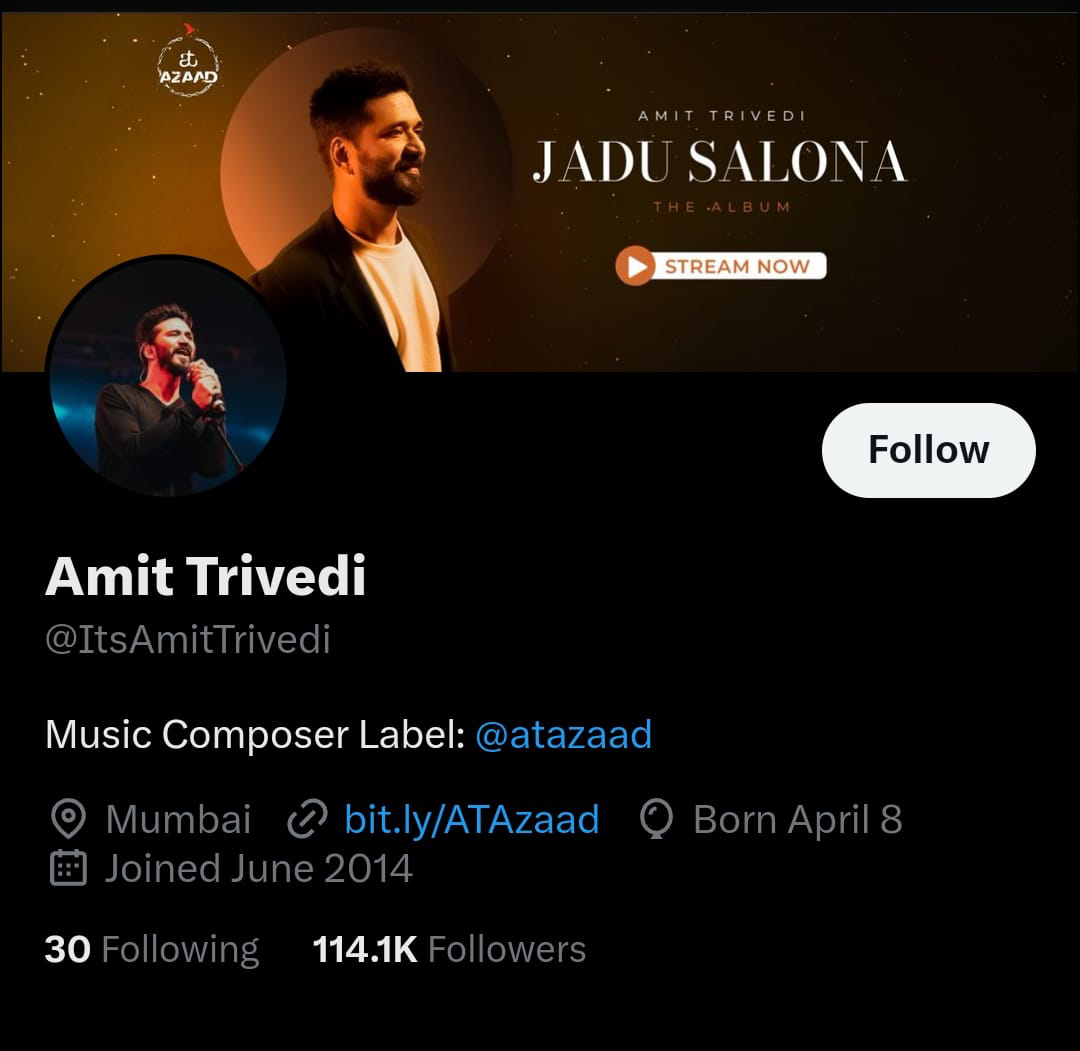 at
AZAAD
AMIT TRIVEDI
JADU SALONA
THE ALBUM
STREAM NOW
Follow
Amit Trivedi
@ItsAmitTrivedi
Music Composer Label: @atazaad
Mumbai bit.ly/ATAzaad Born April 8
Joined June 2014
30 Following 114.1K Followers